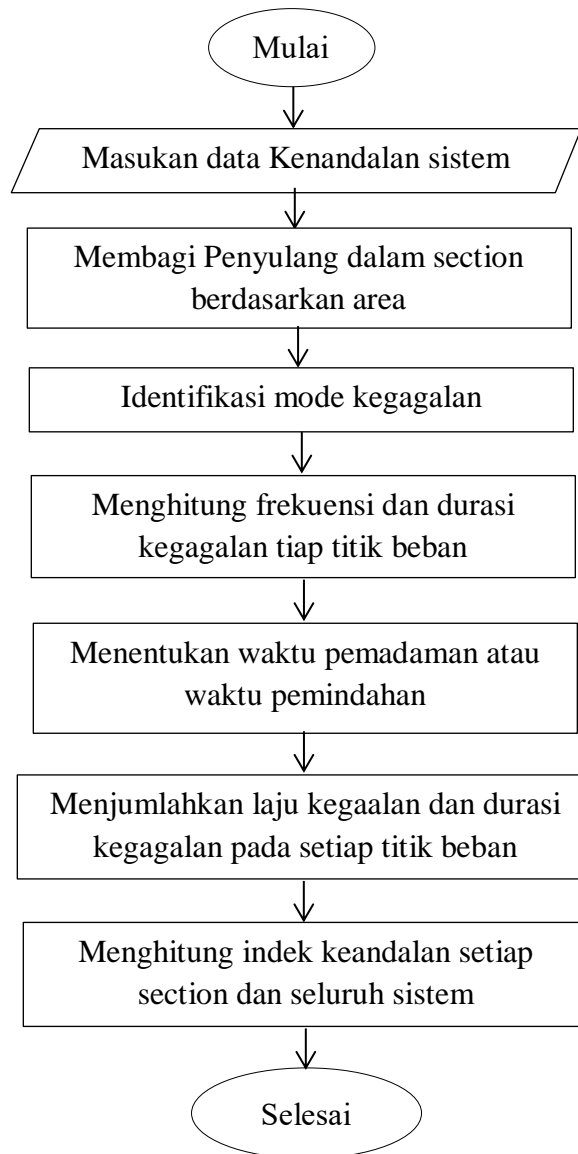 Mulai
Masukan data Kenandalan sistem
Membagi Penyulang dalam section
berdasarkan area
Identifikasi mode kegagalan
Menghitung frekuensi dan durasi
kegagalan tiap titik beban
Menentukan waktu pemadaman atau
waktu pemindahan
Menjumlahkan laju kegaalan dan durasi
kegagalan pada setiap titik beban
Menghitung indek keandalan setiap
section dan seluruh sistem
Selesai